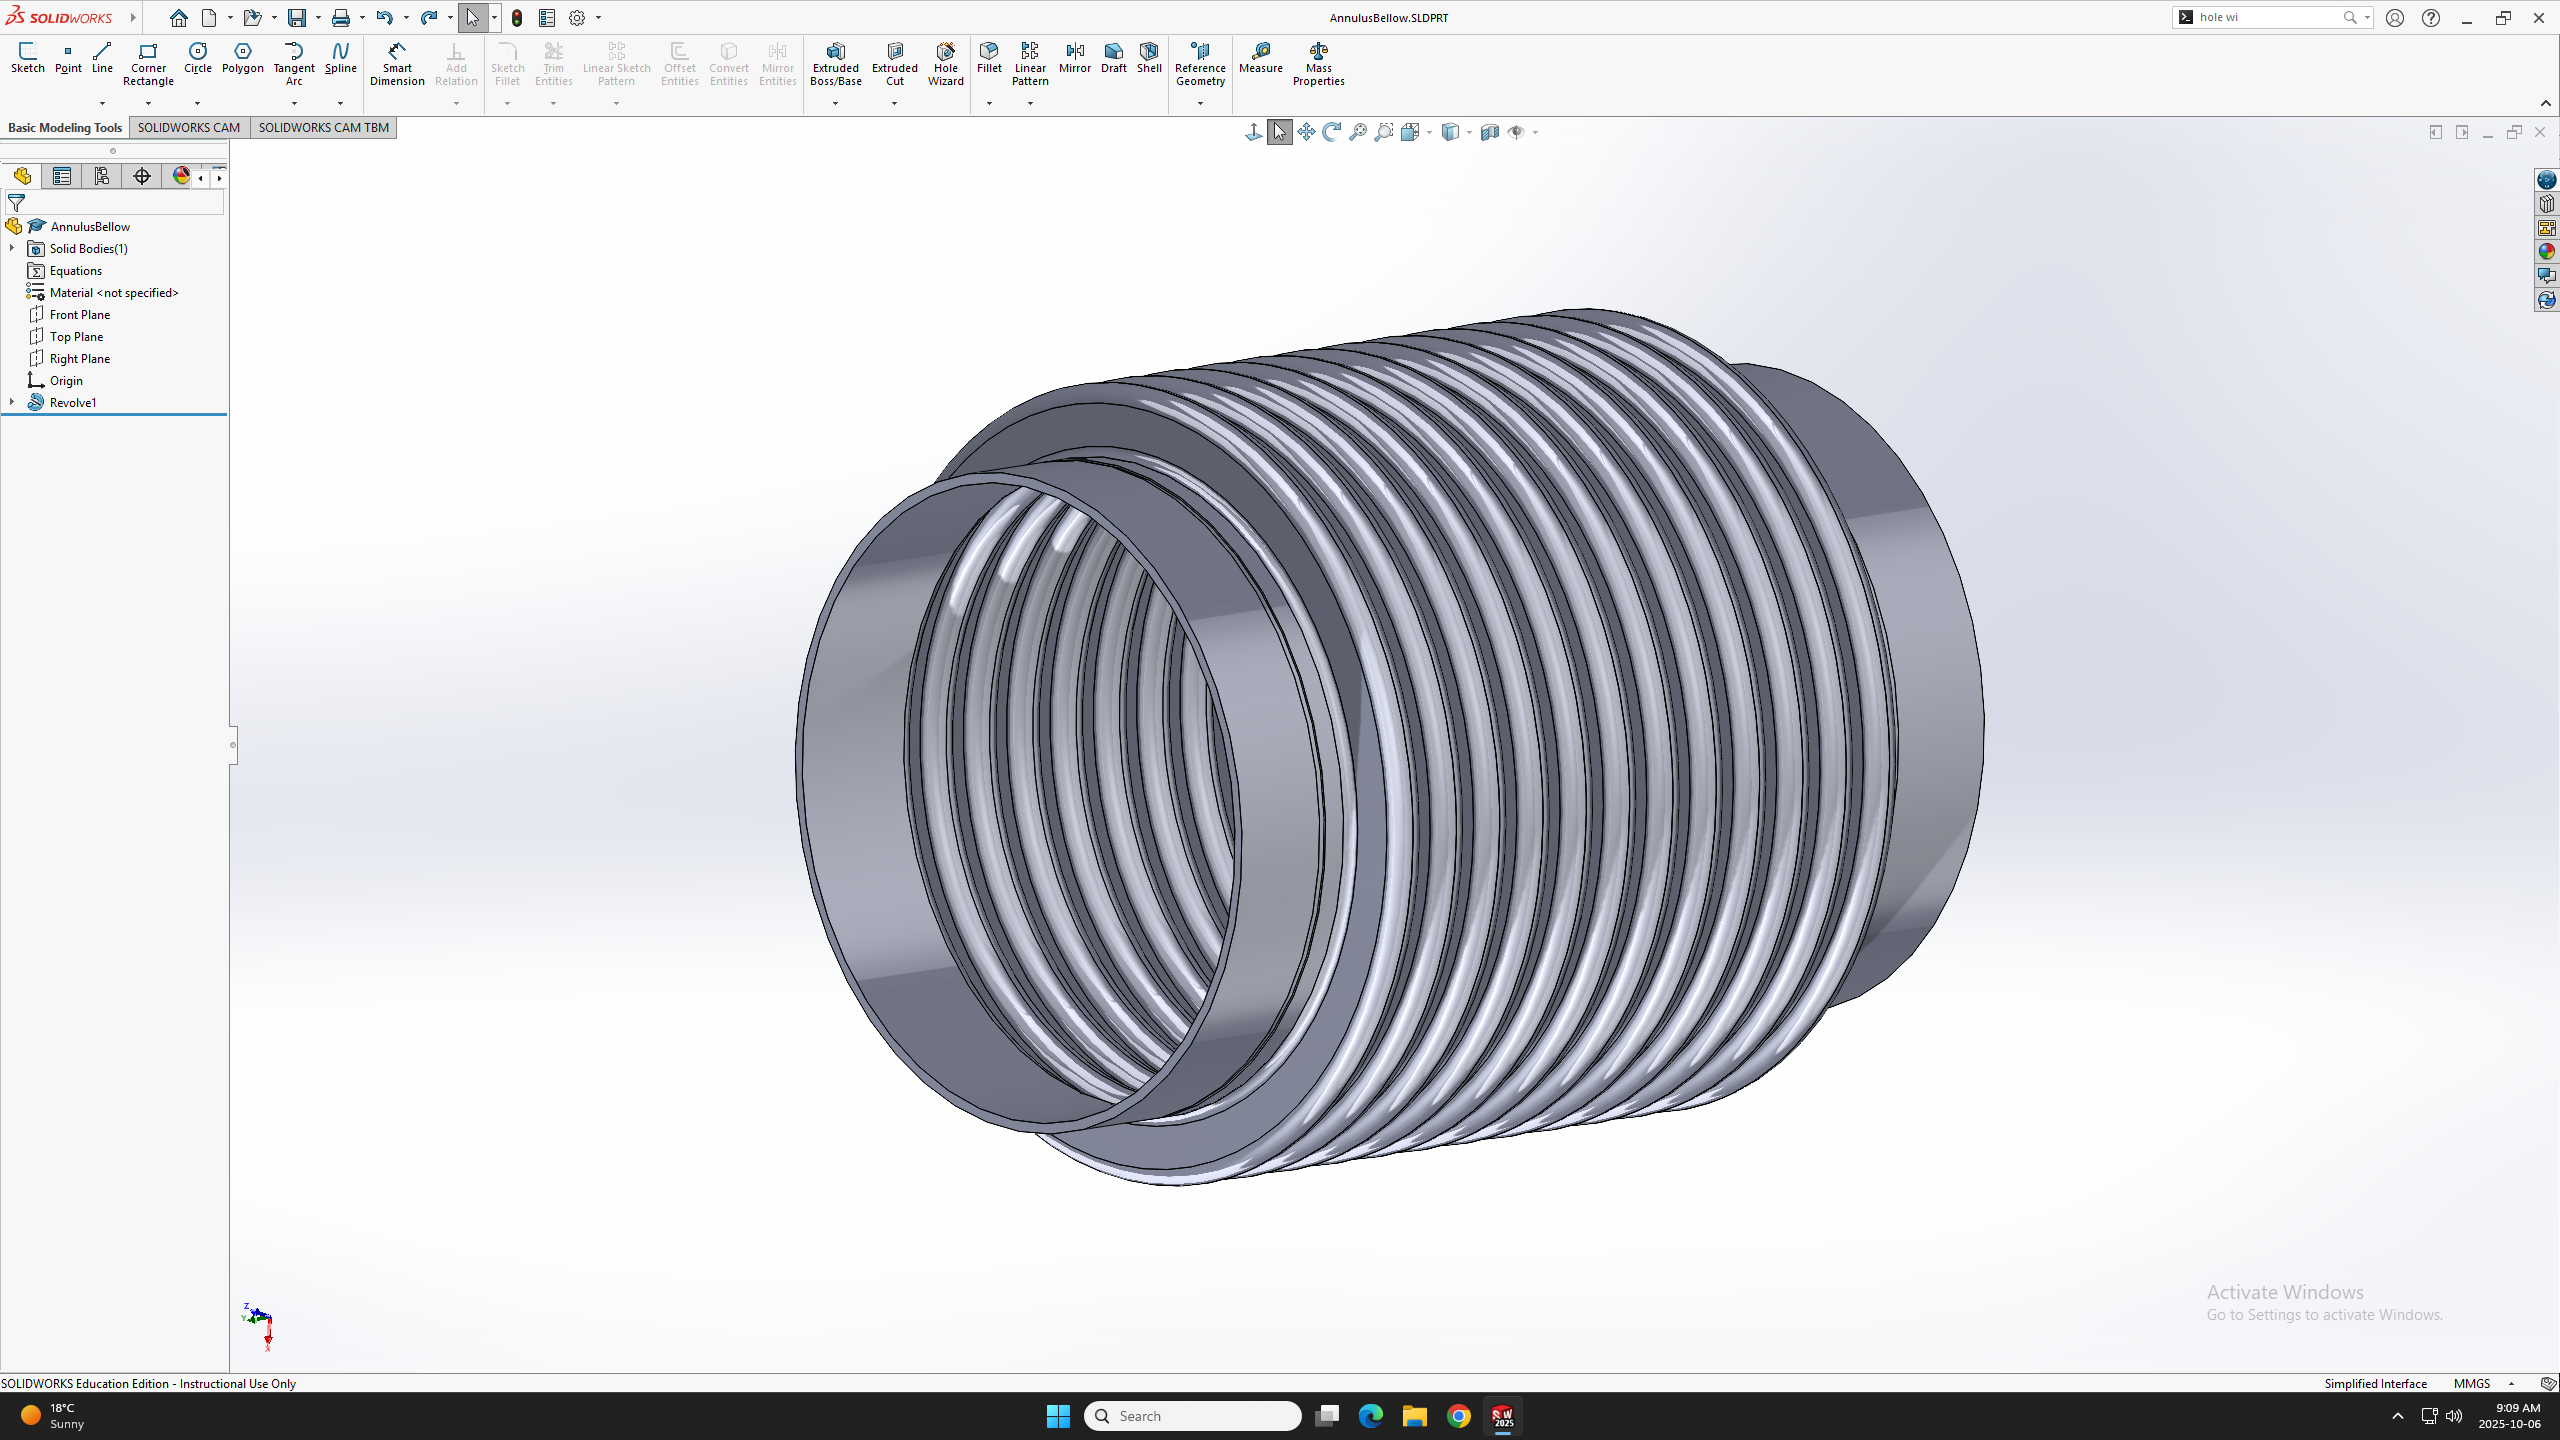 SOLIDWORKS
AnnulusBellow.SLDPRT
hole wi
Sketch
Point
Line
Corner Rectangle
Circle
Polygon
Tangent Arc
Spline
Smart Dimension
Add Relation
Sketch Fillet
Trim Entities
Linear Sketch Pattern
Offset Entities
Convert Entities
Mirror Entities
Extruded Boss/Base
Extruded Cut
Hole Wizard
Fillet
Linear Pattern
Mirror
Draft
Shell
Reference Geometry
Measure
Mass Properties
Basic Modeling Tools
SOLIDWORKS CAM
SOLIDWORKS CAM TBM
AnnulusBellow
Solid Bodies(1)
Equations
Material <not specified>
Front Plane
Top Plane
Right Plane
Origin
Revolve1
Z
Y
X
Activate Windows
Go to Settings to activate Windows.
SOLIDWORKS Education Edition - Instructional Use Only
Simplified Interface
MMGS
18°C
Sunny
Search
SW
2025
9:09 AM
2025-10-06